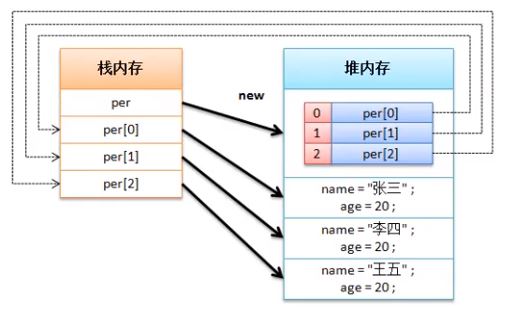 栈内存
堆内存
per
new
0 per[0]
per[0]
1 per[1]
per[1]
2 per[2]
per[2]
name = "张三" ;
age = 20 ;
name = "李四" ;
age = 20 ;
name = "王五" ;
age = 20 ;